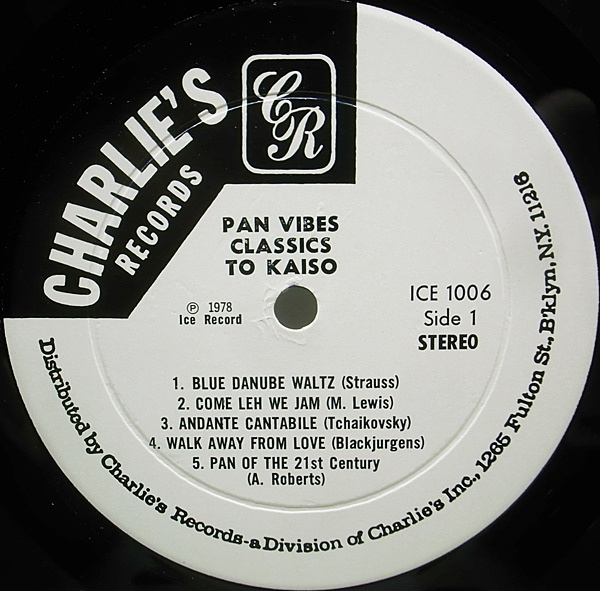 CHARLIE'S
RECORDS
CR
PAN VIBES
CLASSICS
TO KAISO
℗ 1978
Ice Record
ICE 1006
Side 1
STEREO
1. BLUE DANUBE WALTZ (Strauss)
2. COME LEH WE JAM (M. Lewis)
3. ANDANTE CANTABILE (Tchaikovsky)
4. WALK AWAY FROM LOVE (Blackjurgens)
5. PAN OF THE 21st Century
(A. Roberts)
Distributed by Charlie's Records-a Division of Charlie's Inc., 1265 Fulton St., B'klyn, N.Y. 11216